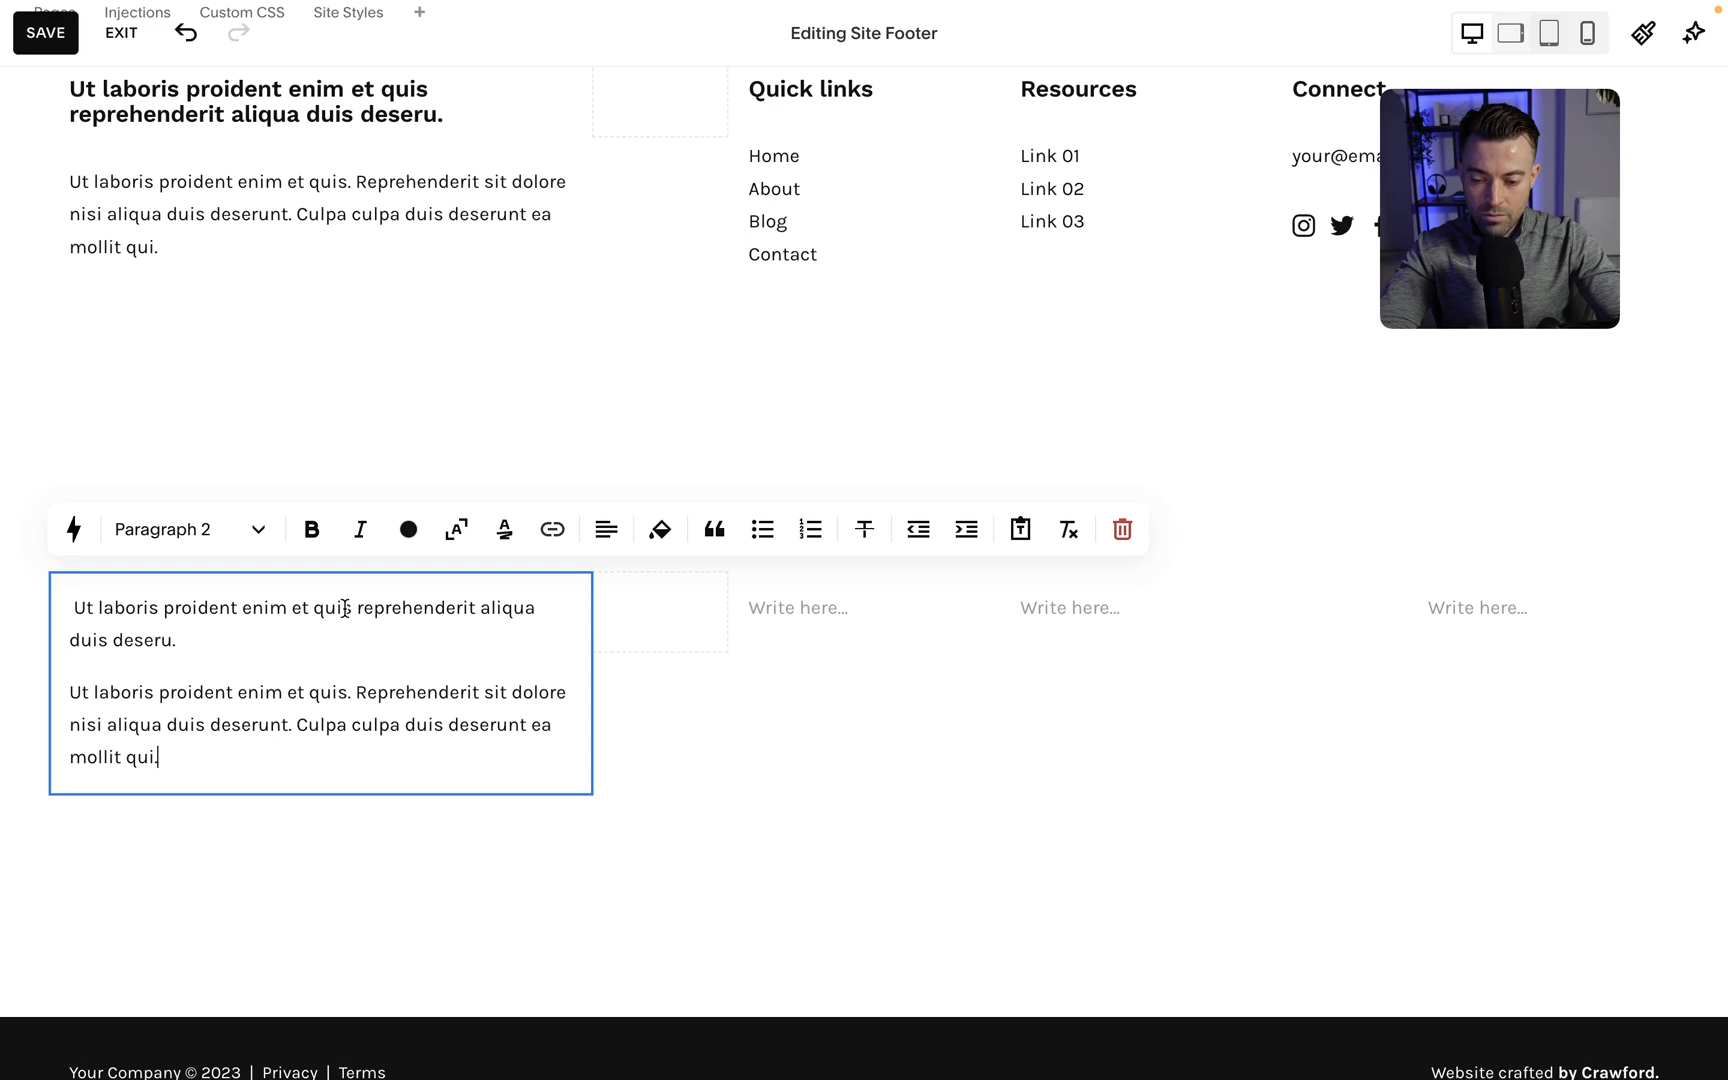 Pages Injections Custom CSS Site Styles
SAVE EXIT Editing Site Footer
Ut laboris proident enim et quis
reprehenderit aliqua duis deseru.
Ut laboris proident enim et quis. Reprehenderit sit dolore
nisi aliqua duis deserunt. Culpa culpa duis deserunt ea
mollit qui.
Quick links
Home
About
Blog
Contact
Resources
Link 01
Link 02
Link 03
Connect
your@ema
Paragraph 2
Ut laboris proident enim et quis reprehenderit aliqua
duis deseru.
Ut laboris proident enim et quis. Reprehenderit sit dolore
nisi aliqua duis deserunt. Culpa culpa duis deserunt ea
mollit qui.
Write here...
Write here...
Write here...
Your Company © 2023 | Privacy | Terms
Website crafted by Crawford.